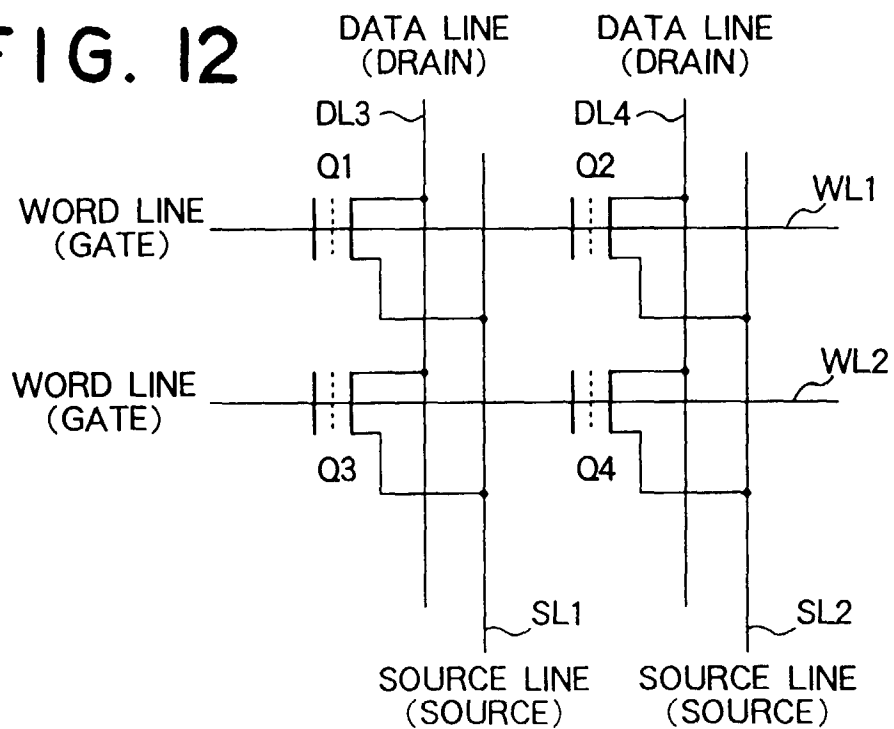 FIG. 12
DATA LINE
(DRAIN)
DATA LINE
(DRAIN)
DL3
DL4
Q1
Q2
WL1
WORD LINE
(GATE)
WL2
WORD LINE
(GATE)
Q3
Q4
SL1
SL2
SOURCE LINE
(SOURCE)
SOURCE LINE
(SOURCE)